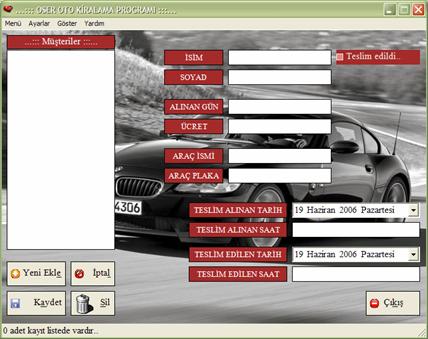 ...::: OSER OTO KİRALAMA PROGRAMI :::...
Menü Ayarlar Göster Yardım
...::: Müşteriler :::...
İSİM
Teslim edildi..
SOYAD
ALINAN GÜN
ÜCRET
ARAÇ İSMİ
ARAÇ PLAKA
4306
TESLİM ALINAN TARİH 19 Haziran 2006 Pazartesi
TESLİM ALINAN SAAT
TESLİM EDİLEN TARİH 19 Haziran 2006 Pazartesi
TESLİM EDİLEN SAAT
Yeni Ekle İptal
Kaydet Sil Çıkış
0 adet kayıt listede vardır..